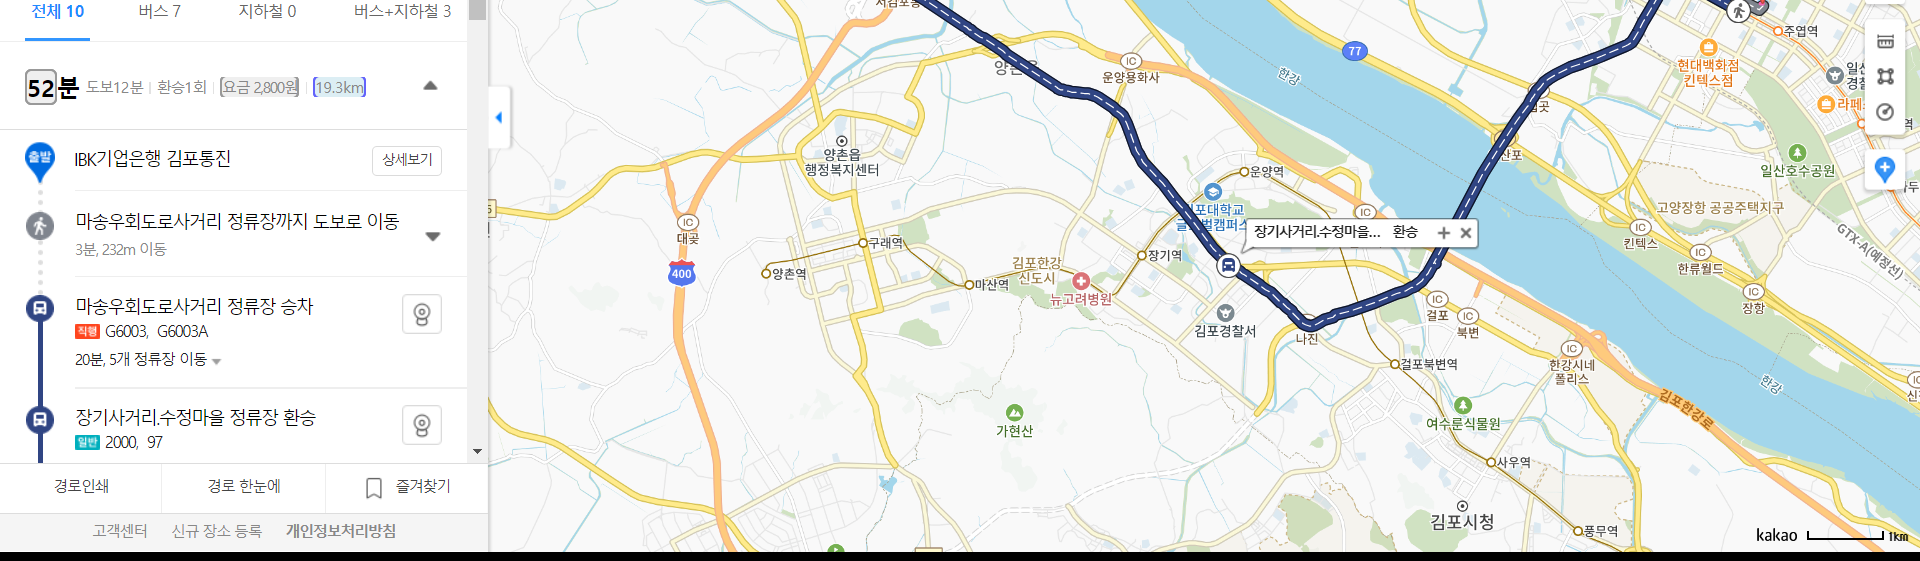 전체 10
버스 7
지하철 0
버스+지하철 3
52분 도보12분 환승1회 요금 2,800원 19.3km
출발 IBK기업은행 김포통진 상세보기
마송우회도로사거리 정류장까지 도보로 이동
3분, 232m 이동
마송우회도로사거리 정류장 승차
직행 G6003, G6003A
20분, 5개 정류장 이동
장기사거리.수정마을 정류장 환승
일반 2000, 97
경로인쇄
경로 한눈에
즐겨찾기
고객센터 신규 장소 등록 개인정보처리방침
77
한강
주엽역
현대백화점
킨텍스점
IC
운양용화사
양촌읍
행정복지센터
일산호수공원
운양역
김포대학교
고양장항 공공주택지구
IC
대곶
400
구래역
양촌역
마산역
김포한강
신도시
뉴고려병원
장기역
장기사거리.수정마을... 환승
IC
IC
킨텍스
IC
한류월드
GTX-A(예정선)
IC
장항
김포경찰서
나진
IC
걸포
IC
북변
걸포북변역
IC
한강시네
폴리스
한강
김포한강로
가현산
여수룬식물원
사우역
김포시청
풍무역
kakao 1km